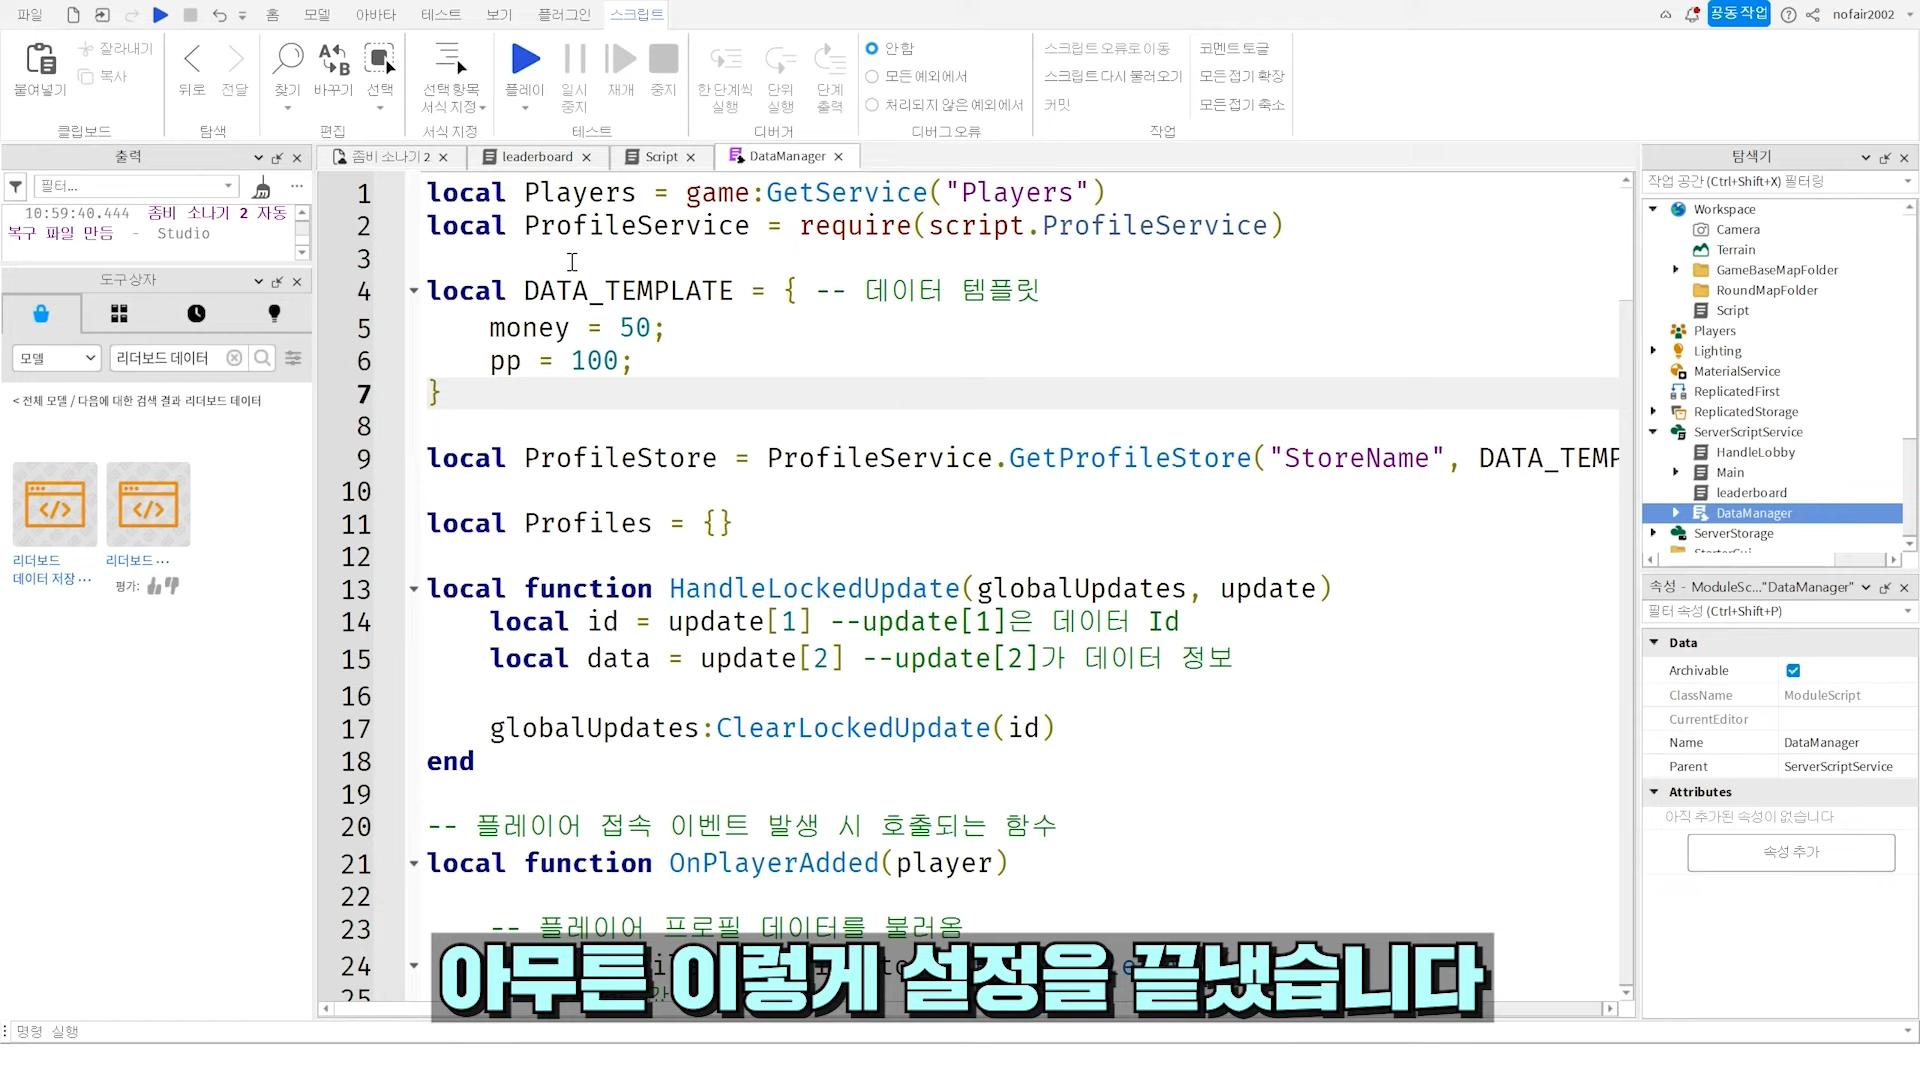 파일 홈 모델 아바타 테스트 보기 플러그인 스크립트 공동 작업 nofair2002
붙여넣기 잘라내기 복사 뒤로 전달 찾기 바꾸기 선택 선택 항목 서식 지정 플레이 일시 중지 재개 중지 한 단계씩 실행 단위 실행 단계 출력
안 함
모든 예외에서
처리되지 않은 예외에서
스크립트 오류로 이동
스크립트 다시 불러오기
커밋
코멘트 토글
모든 접기 확장
모든 접기 축소
클립보드 탐색 편집 서식 지정 테스트 디버거 디버그 오류 작업
출력
필터...
10:59:40.444 좀비 소나기 2 자동
복구 파일 만듬 - Studio
도구상자
모델 리더보드 데이터
< 전체 모델 / 다음에 대한 검색 결과 리더보드 데이터
리더보드
데이터 저장...
리더보드 ...
평가:
좀비 소나기 2 leaderboard Script DataManager
1 local Players = game:GetService("Players")
2 local ProfileService = require(script.ProfileService)
3
4 local DATA_TEMPLATE = { -- 데이터 템플릿
5 money = 50;
6 pp = 100;
7 }
8
9 local ProfileStore = ProfileService.GetProfileStore("StoreName", DATA_TEMP
10
11 local Profiles = {}
12
13 local function HandleLockedUpdate(globalUpdates, update)
14 local id = update[1] --update[1]은 데이터 Id
15 local data = update[2] --update[2]가 데이터 정보
16
17 globalUpdates:ClearLockedUpdate(id)
18 end
19
20 -- 플레이어 접속 이벤트 발생 시 호출되는 함수
21 local function OnPlayerAdded(player)
22
23 -- 플레이어 프로필 데이터를 불러옴
24
25
아무튼 이렇게 설정을 끝냈습니다
명령 실행
탐색기
작업 공간 (Ctrl+Shift+X) 필터링
Workspace
Camera
Terrain
GameBaseMapFolder
RoundMapFolder
Script
Players
Lighting
MaterialService
ReplicatedFirst
ReplicatedStorage
ServerScriptService
HandleLobby
Main
leaderboard
DataManager
ServerStorage
StarterGui
속성 - ModuleSc..."DataManager"
필터 속성 (Ctrl+Shift+P)
Data
Archivable
ClassName ModuleScript
CurrentEditor
Name DataManager
Parent ServerScriptService
Attributes
아직 추가된 속성이 없습니다
속성 추가